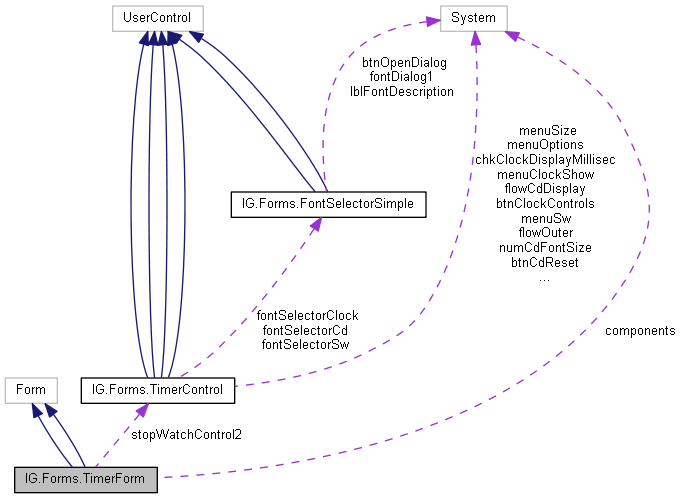 UserControl
System
btnOpenDialog
fontDialog1
lblFontDescription
menuSize
menuOptions
chkClockDisplayMillisec
menuClockShow
flowCdDisplay
btnClockControls
menuSw
flowOuter
numCdFontSize
btnCdReset
...
IG.Forms.FontSelectorSimple
fontSelectorClock
fontSelectorCd
fontSelectorSw
components
Form
IG.Forms.TimerControl
stopWatchControl2
IG.Forms.TimerForm